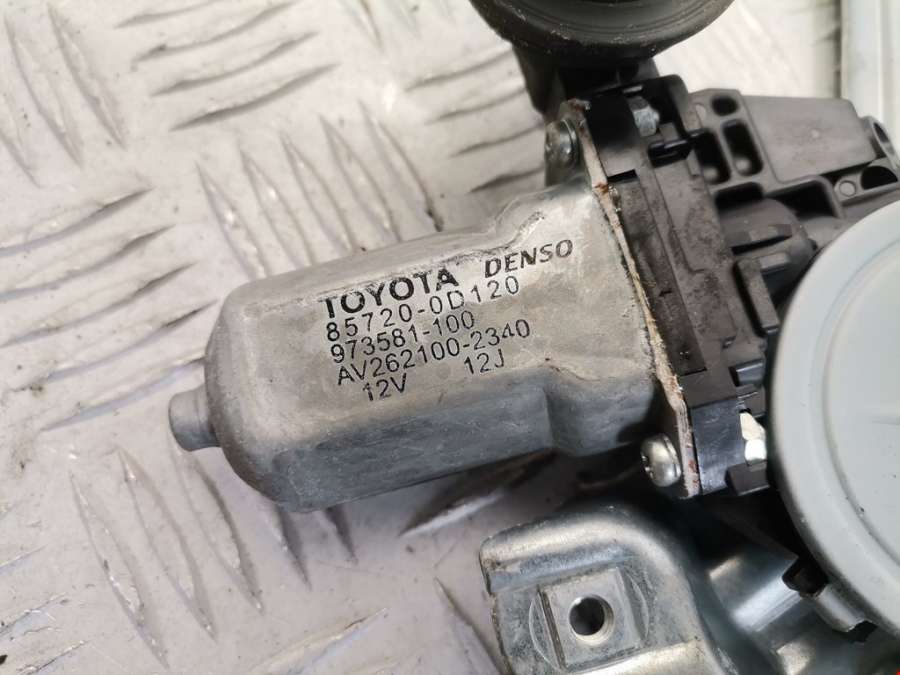 TOYOTA DENSO
85720-0D120
973581-100
AV262100-2340
12V 12J